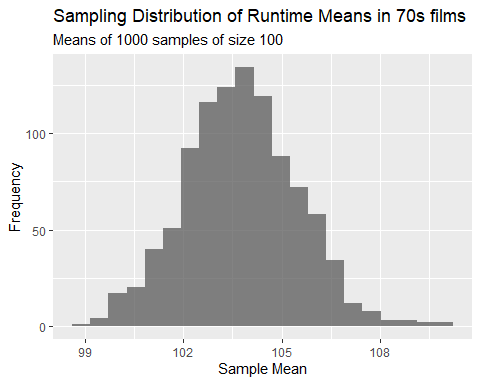 Sampling Distribution of Runtime Means in 70s films
Means of 1000 samples of size 100
Frequency
100
50
0
99 102 105 108
Sample Mean